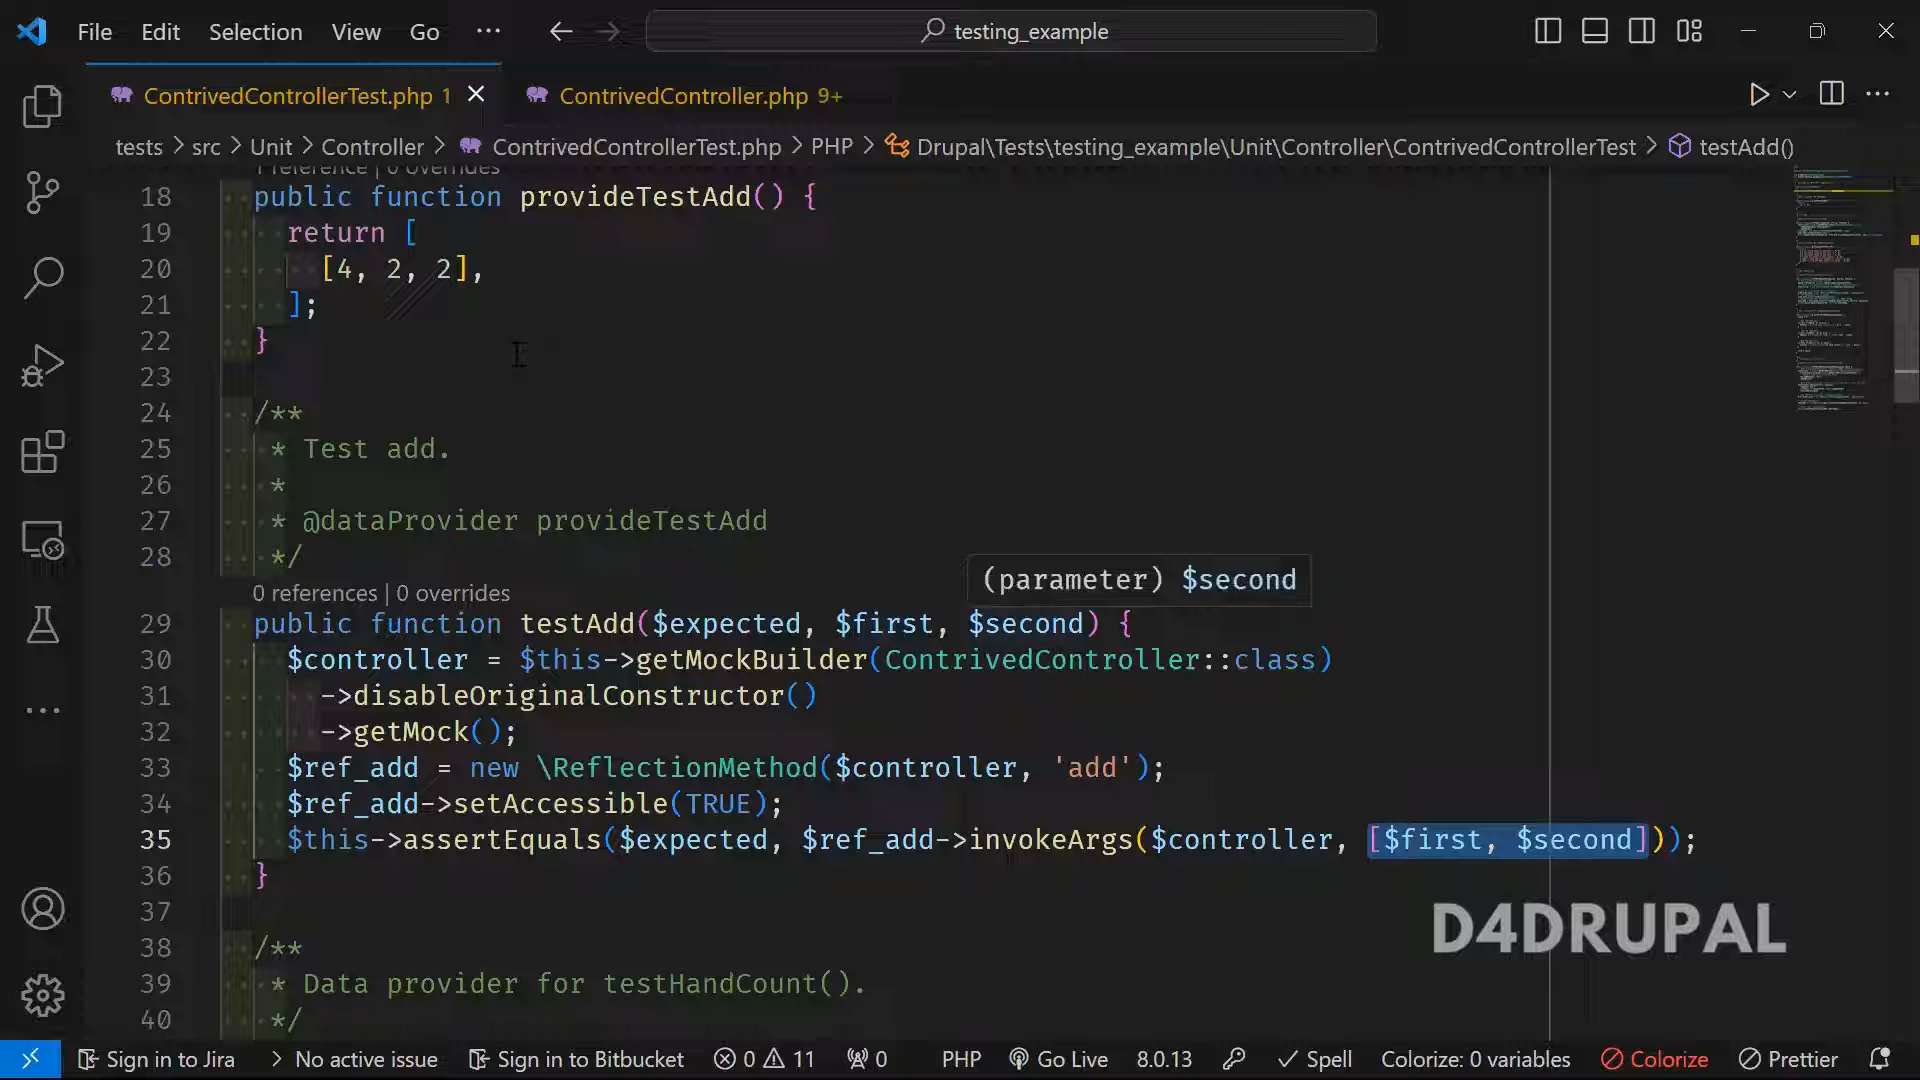 File Edit Selection View Go ··· testing_example
ContrivedControllerTest.php 1 ContrivedController.php 9+
tests > src > Unit > Controller > ContrivedControllerTest.php > PHP > Drupal\Tests\testing_example\Unit\Controller\ContrivedControllerTest > testAdd()
1 reference | 0 overrides
18 public function provideTestAdd() {
19 return [
20 [4, 2, 2],
21 ];
22 }
23
24 /**
25 * Test add.
26 *
27 * @dataProvider provideTestAdd
28 */
(parameter) $second
0 references | 0 overrides
29 public function testAdd($expected, $first, $second) {
30 $controller = $this->getMockBuilder(ContrivedController::class)
31 ->disableOriginalConstructor()
32 ->getMock();
33 $ref_add = new \ReflectionMethod($controller, 'add');
34 $ref_add->setAccessible(TRUE);
35 $this->assertEquals($expected, $ref_add->invokeArgs($controller, [$first, $second]));
36 }
37
38 /**
39 * Data provider for testHandCount().
40 */
D4DRUPAL
Sign in to Jira > No active issue Sign in to Bitbucket 0 11 0 PHP Go Live 8.0.13 Spell Colorize: 0 variables Colorize Prettier